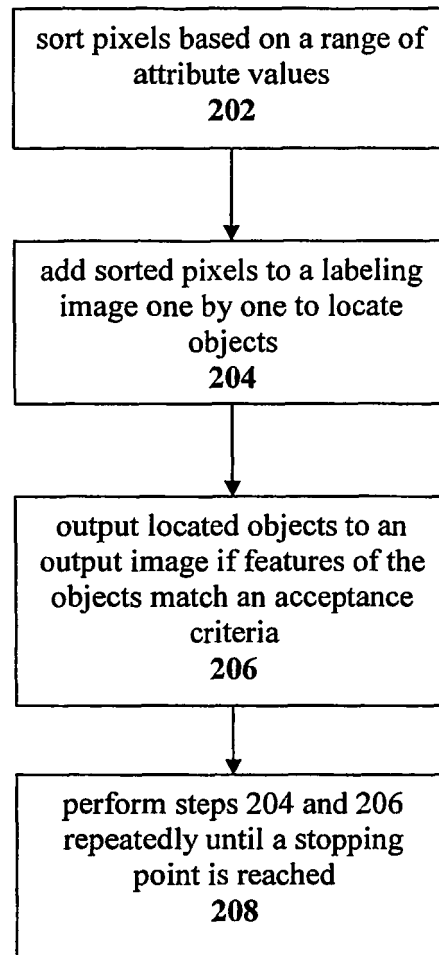 sort pixels based on a range of
attribute values
202
add sorted pixels to a labeling
image one by one to locate
objects
204
output located objects to an
output image if features of the
objects match an acceptance
criteria
206
perform steps 204 and 206
repeatedly until a stopping
point is reached
208